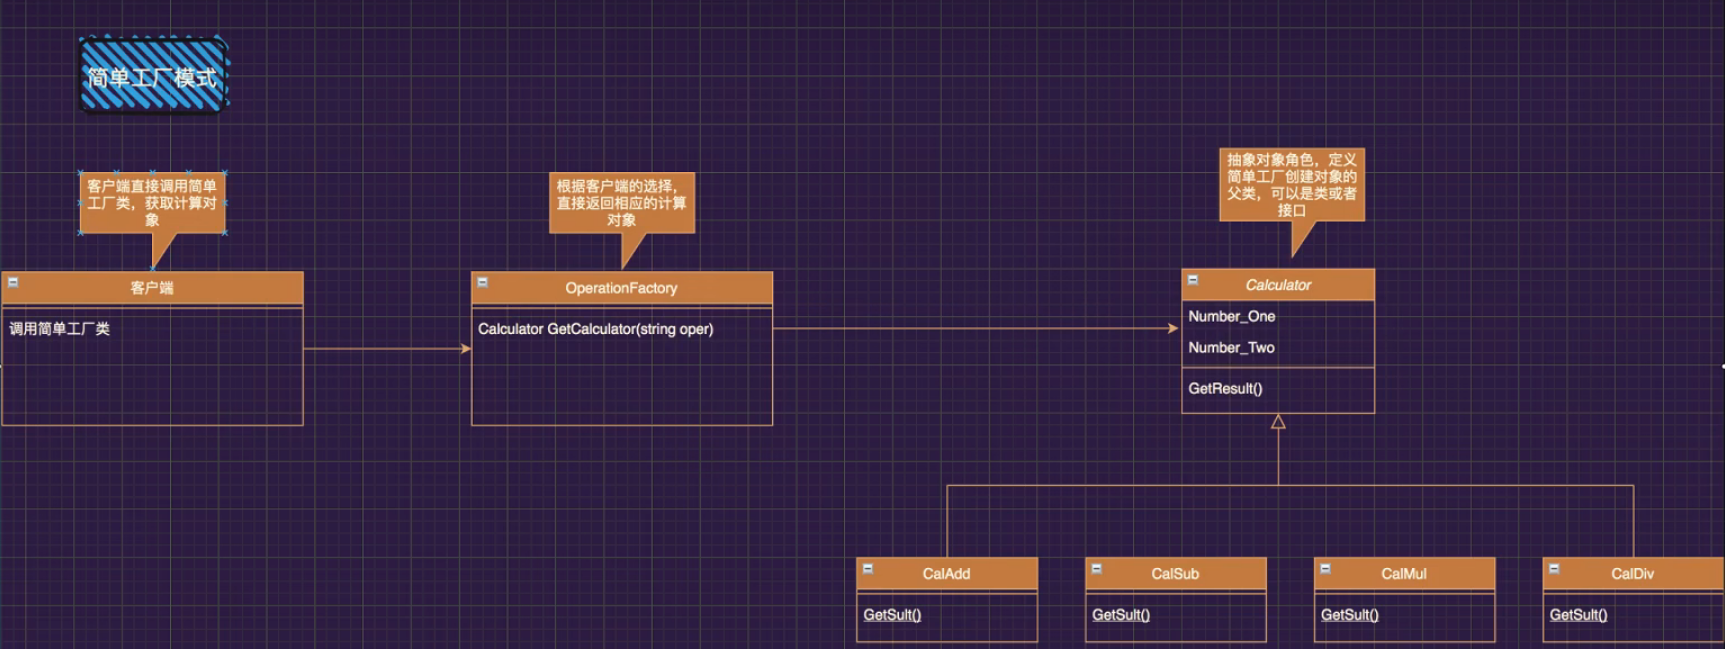 简单工厂模式
客户端直接调用简单
工厂类，获取计算对
象
根据客户端的选择，
直接返回相应的计算
对象
抽象对象角色，定义
简单工厂创建对象的
父类，可以是类或者
接口
客户端
调用简单工厂类
OperationFactory
Calculator GetCalculator(string oper)
Calculator
Number_One
Number_Two
GetResult()
CalAdd
GetSult()
CalSub
GetSult()
CalMul
GetSult()
CalDiv
GetSult()